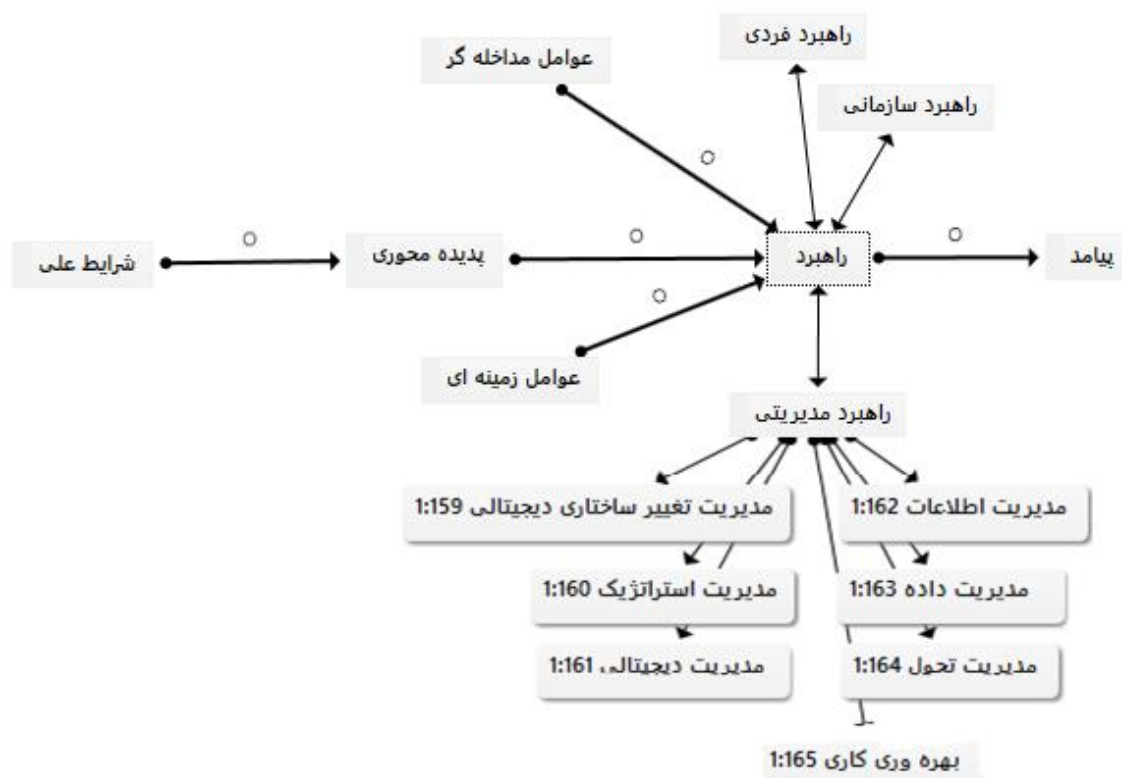 راهبرد فردی
عوامل مداخله گر
راهبرد سازمانی
شرایط علی
پدیده محوری
راهبرد
پیامد
عوامل زمینه ای
راهبرد مدیریتی
1:159 مدیریت تغییر ساختاری دیجیتالی
1:162 مدیریت اطلاعات
1:160 مدیریت استراتژیک
1:163 مدیریت داده
1:161 مدیریت دیجیتالی
1:164 مدیریت تحول
1:165 بهره وری کاری